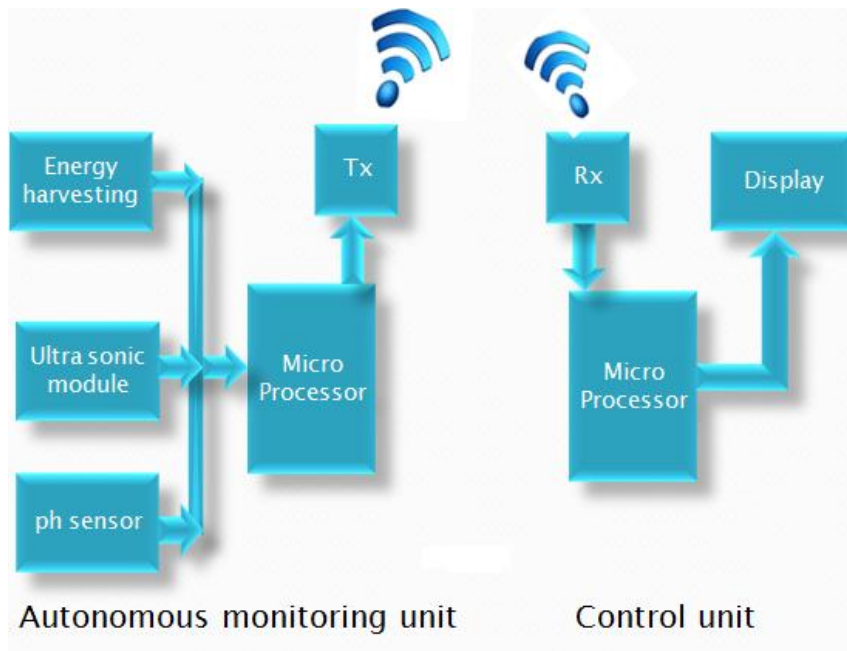 Energy
harvesting
Ultra sonic
module
ph sensor
Micro
Processor
Tx
Rx
Micro
Processor
Display
Autonomous monitoring unit
Control unit